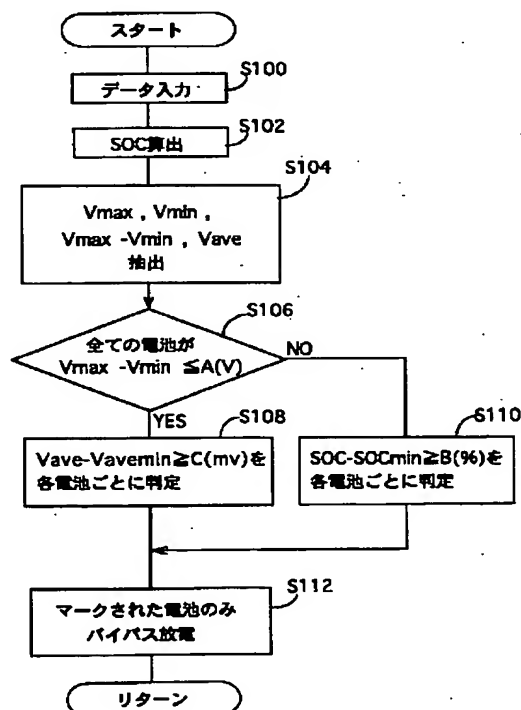 スタート
S100
データ入力
S102
SOC算出
S104
Vmax , Vmin ,
Vmax -Vmin , Vave
抽出
S106
全ての電池が
Vmax -Vmin ≦A(V)
NO
YES
S108
Vave-Vavemin≧C(mv)を
各電池ごとに判定
S110
SOC-SOCmin≧B(%)を
各電池ごとに判定
S112
マークされた電池のみ
バイパス放電
リターン